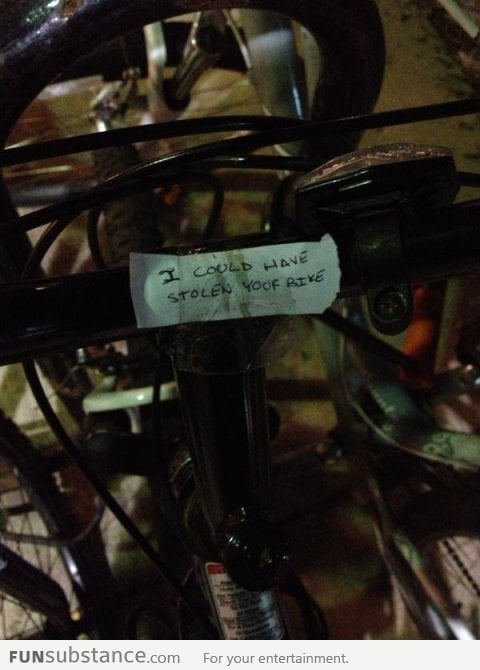 I COULD HAVE
STOLEN YOUR BIKE
FUNsubstance.com For your entertainment.